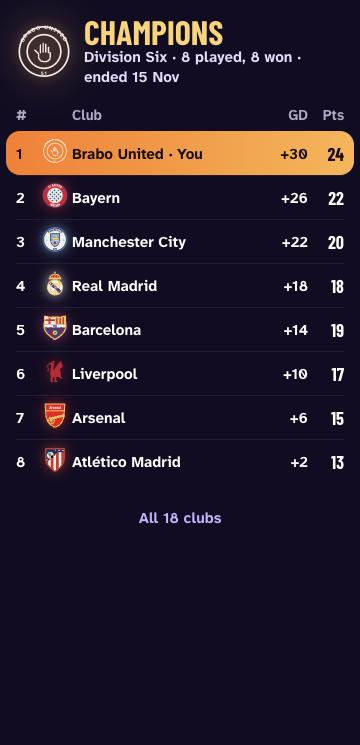 BRABO UNITED
CHAMPIONS
Division Six · 8 played, 8 won ·
ended 15 Nov
# Club GD Pts
1 Brabo United · You +30 24
2 Bayern +26 22
3 Manchester City +22 20
4 Real Madrid +18 18
5 Barcelona +14 19
6 Liverpool +10 17
7 Arsenal +6 15
8 Atlético Madrid +2 13
All 18 clubs